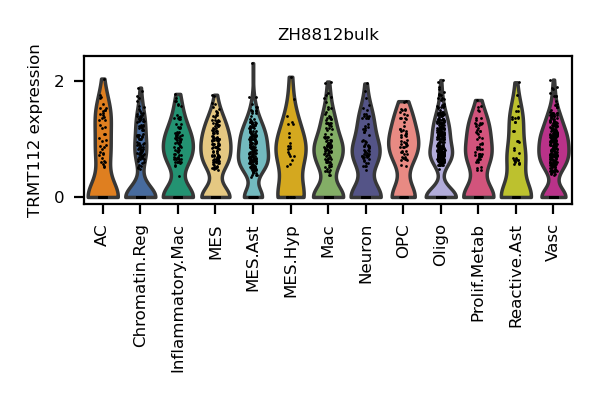 ZH8812bulk
TRMT112 expression
2
0
AC
Chromatin.Reg
Inflammatory.Mac
MES
MES.Ast
MES.Hyp
Mac
Neuron
OPC
Oligo
Prolif.Metab
Reactive.Ast
Vasc